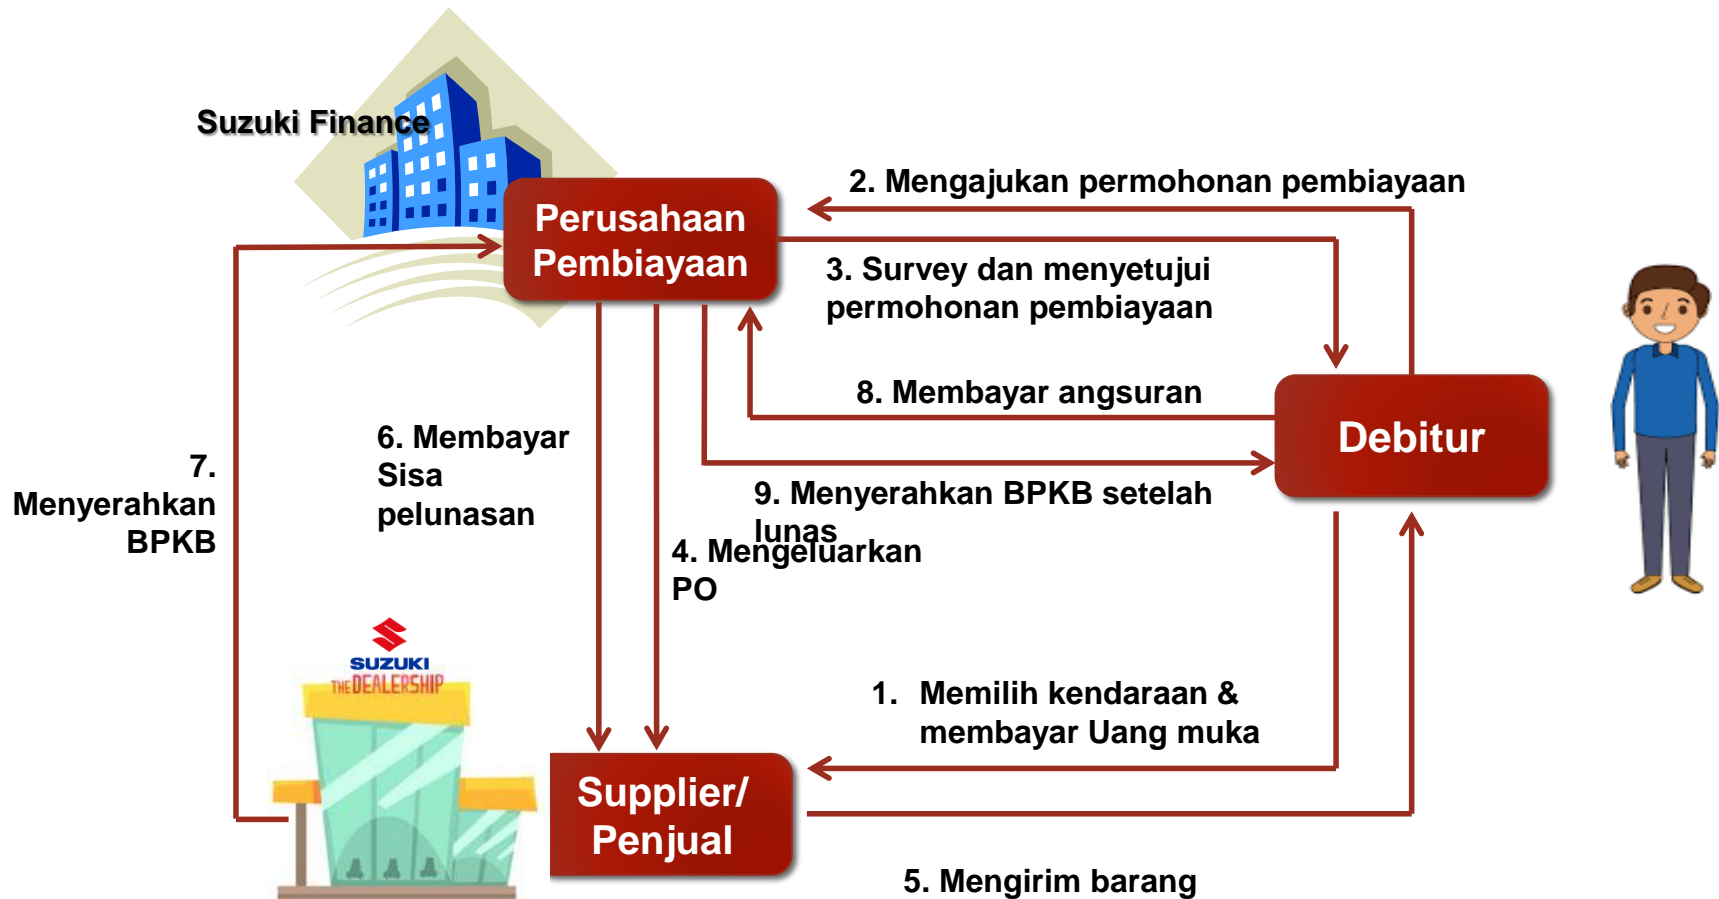 Suzuki Finance
Perusahaan
Pembiayaan
2. Mengajukan permohonan pembiayaan
3. Survey dan menyetujui
permohonan pembiayaan
8. Membayar angsuran
Debitur
6. Membayar
Sisa
pelunasan
7.
Menyerahkan
BPKB
9. Menyerahkan BPKB setelah
lunas
4. Mengeluarkan
PO
SUZUKI
THE DEALERSHIP
1. Memilih kendaraan &
membayar Uang muka
Supplier/
Penjual
5. Mengirim barang